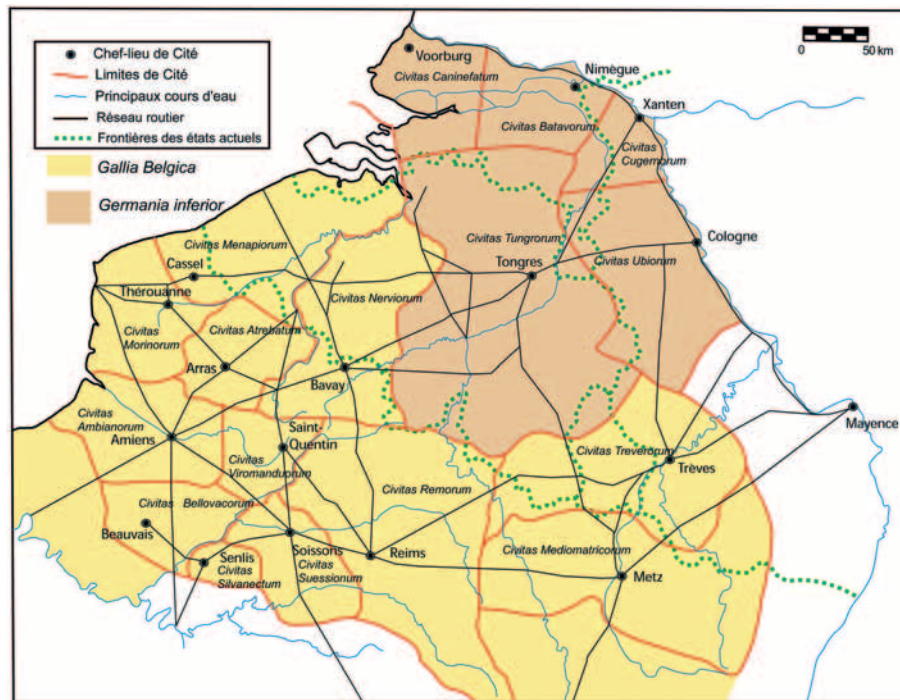 Chef-lieu de Cité
Limites de Cité
Principaux cours d'eau
Réseau routier
Frontières des états actuels
Gallia Belgica
Germania inferior
0 50 km
Voorburg
Civitas Caninefatum
Nimègue
Xanten
Civitas Batavorum
Civitas
Cugernorum
Civitas Menapiorum
Cassel
Civitas Tungrorum
Tongres
Cologne
Civitas Ubiorum
Thérouanne
Civitas Nerviorum
Civitas
Morinorum
Civitas Atrebatum
Arras
Bavay
Civitas
Ambianorum
Amiens
Saint-
Quentin
Civitas
Viromanduorum
Mayence
Civitas Treverorum
Trèves
Civitas Bellovacorum
Civitas Remorum
Beauvais
Senlis
Civitas
Silvanectum
Soissons
Civitas
Suessionum
Reims
Civitas Mediomatricorum
Metz